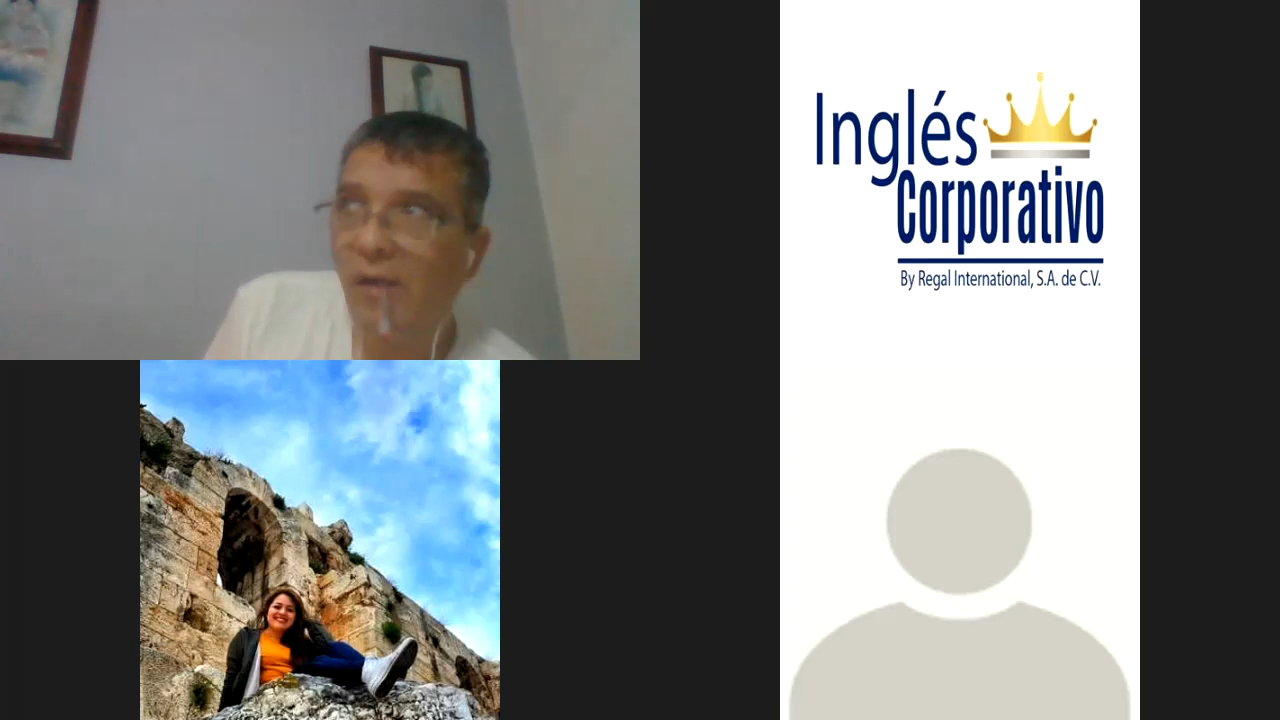 Inglés
Corporativo
By Regal International, S.A. de C.V.